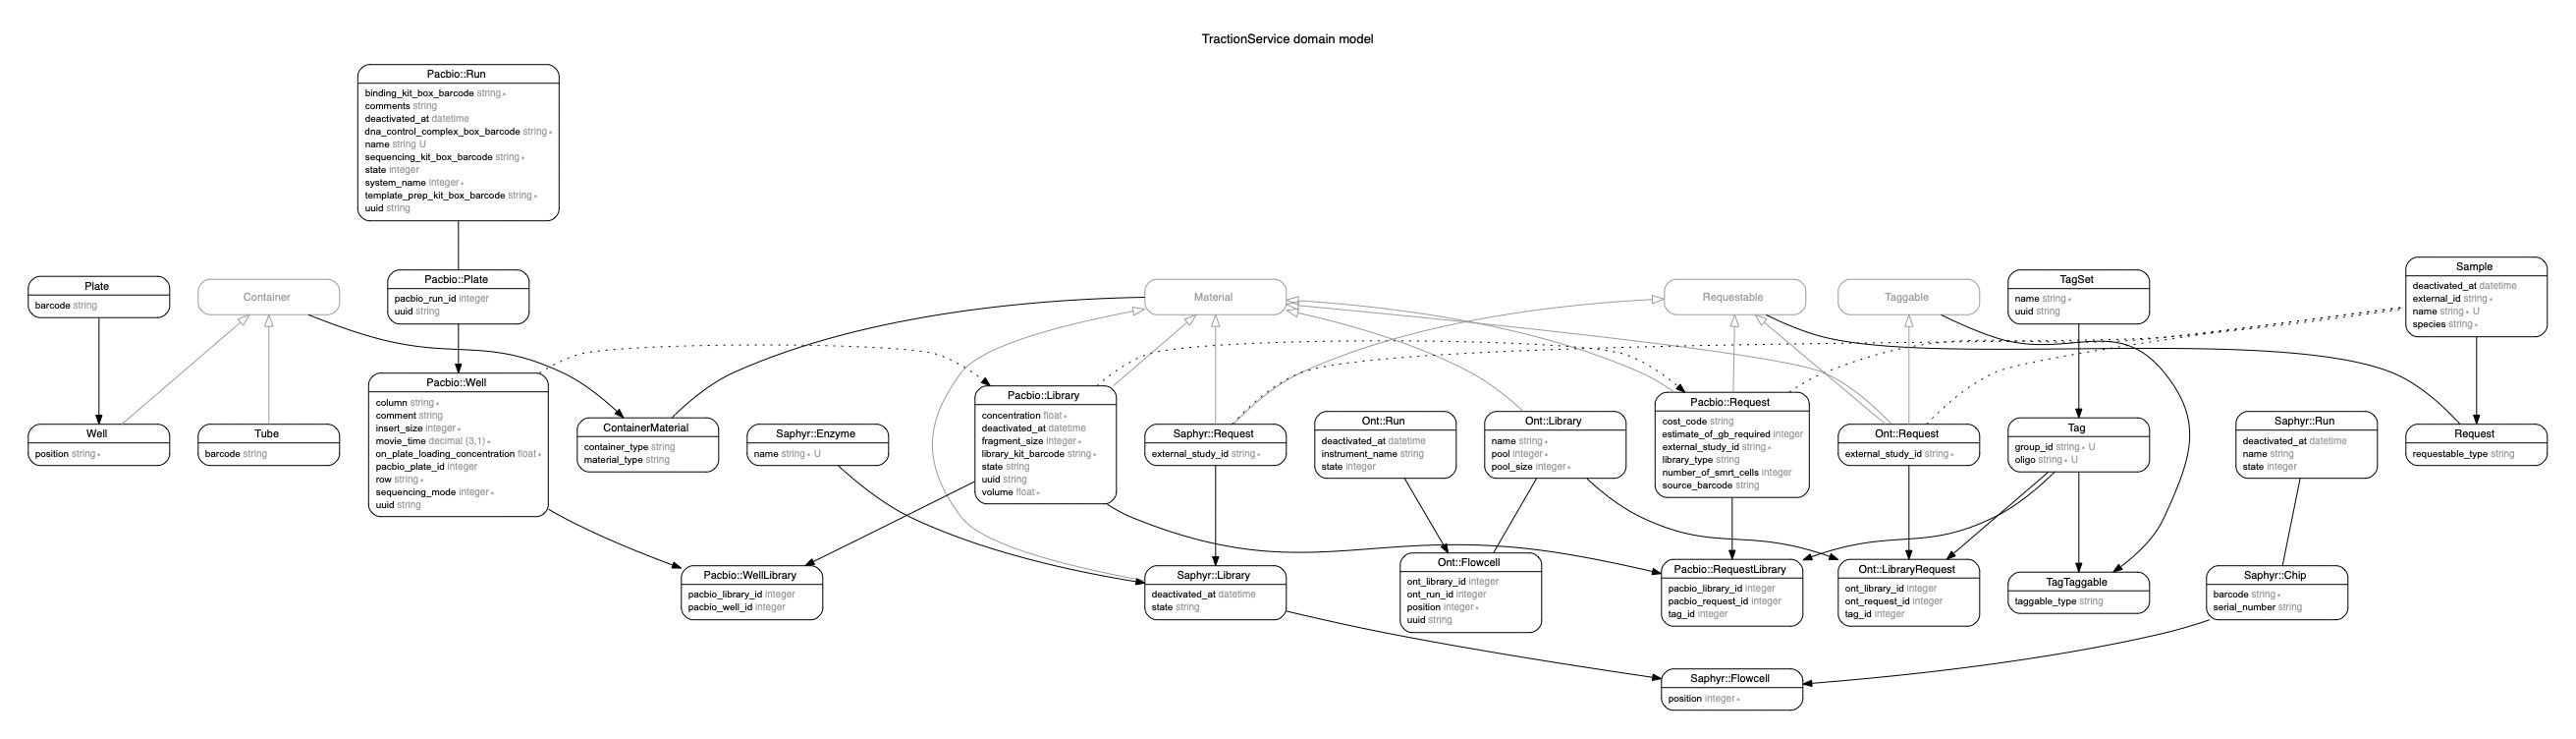 TractionService domain model
Pacbio::Run
binding_kit_box_barcode string ∗
comments string
deactivated_at datetime
dna_control_complex_box_barcode string ∗
name string U
sequencing_kit_box_barcode string ∗
state integer
system_name integer ∗
template_prep_kit_box_barcode string ∗
uuid string
Plate
barcode string
Container
Pacbio::Plate
pacbio_run_id integer
uuid string
Material
Requestable
Taggable
TagSet
name string ∗
uuid string
Sample
deactivated_at datetime
external_id string ∗
name string ∗ U
species string ∗
Well
position string ∗
Tube
barcode string
Pacbio::Well
column string ∗
comment string
insert_size integer ∗
movie_time decimal (3,1) ∗
on_plate_loading_concentration float ∗
pacbio_plate_id integer
row string ∗
sequencing_mode integer ∗
uuid string
ContainerMaterial
container_type string
material_type string
Saphyr::Enzyme
name string ∗ U
Pacbio::Library
concentration float ∗
deactivated_at datetime
fragment_size integer ∗
library_kit_barcode string ∗
state string
uuid string
volume float ∗
Saphyr::Request
external_study_id string ∗
Ont::Run
deactivated_at datetime
instrument_name string
state integer
Ont::Library
name string ∗
pool integer ∗
pool_size integer ∗
Pacbio::Request
cost_code string
estimate_of_gb_required integer
external_study_id string ∗
library_type string
number_of_smrt_cells integer
source_barcode string
Ont::Request
external_study_id string ∗
Tag
group_id string ∗ U
oligo string ∗ U
Saphyr::Run
deactivated_at datetime
name string
state integer
Request
requestable_type string
Pacbio::WellLibrary
pacbio_library_id integer
pacbio_well_id integer
Saphyr::Library
deactivated_at datetime
state string
Ont::Flowcell
ont_library_id integer
ont_run_id integer
position integer ∗
uuid string
Pacbio::RequestLibrary
pacbio_library_id integer
pacbio_request_id integer
tag_id integer
Ont::LibraryRequest
ont_library_id integer
ont_request_id integer
tag_id integer
TagTaggable
taggable_type string
Saphyr::Chip
barcode string ∗
serial_number string
Saphyr::Flowcell
position integer ∗